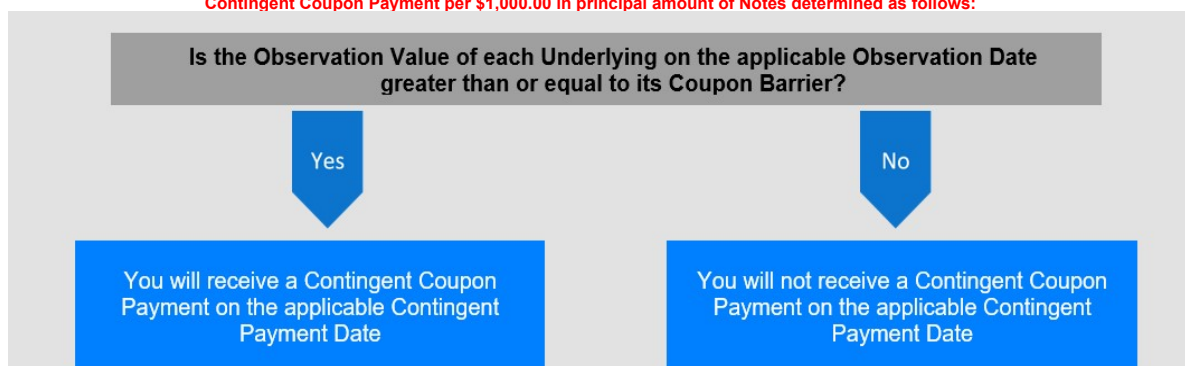 Contingent Coupon Payment per $1,000.00 in principal amount of Notes determined as follows:
Is the Observation Value of each Underlying on the applicable Observation Date
greater than or equal to its Coupon Barrier?
Yes
No
You will receive a Contingent Coupon
Payment on the applicable Contingent
Payment Date
You will not receive a Contingent Coupon
Payment on the applicable Contingent
Payment Date